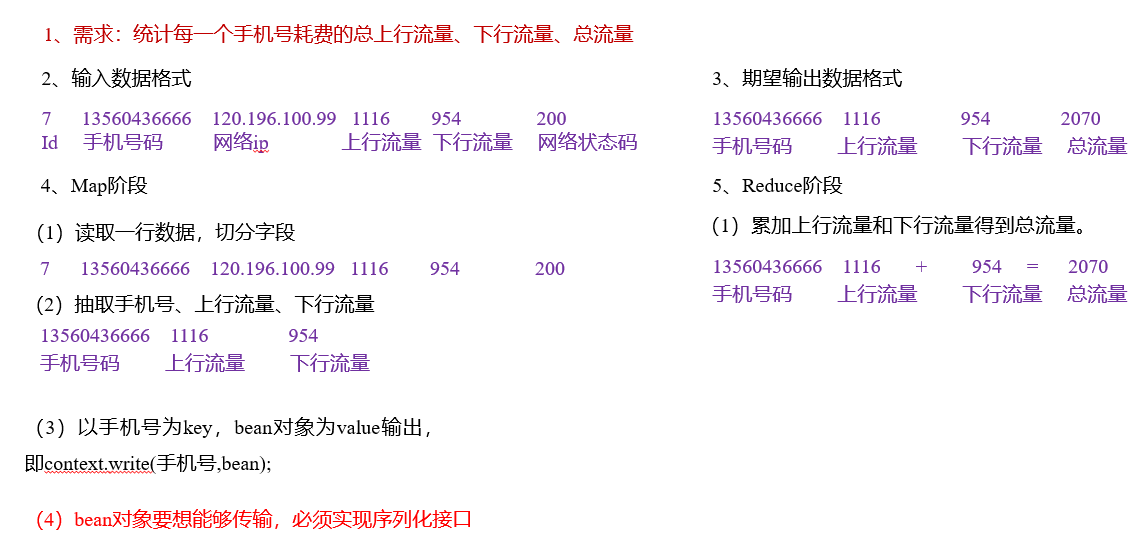 1、需求：统计每一个手机号耗费的总上行流量、下行流量、总流量
2、输入数据格式
7 13560436666 120.196.100.99 1116 954 200
Id 手机号码 网络ip 上行流量 下行流量 网络状态码
3、期望输出数据格式
13560436666 1116 954 2070
手机号码 上行流量 下行流量 总流量
4、Map阶段
（1）读取一行数据，切分字段
7 13560436666 120.196.100.99 1116 954 200
（2）抽取手机号、上行流量、下行流量
13560436666 1116 954
手机号码 上行流量 下行流量
（3）以手机号为key，bean对象为value输出，
即context.write(手机号,bean);
（4）bean对象要想能够传输，必须实现序列化接口
5、Reduce阶段
（1）累加上行流量和下行流量得到总流量。
13560436666 1116 + 954 = 2070
手机号码 上行流量 下行流量 总流量